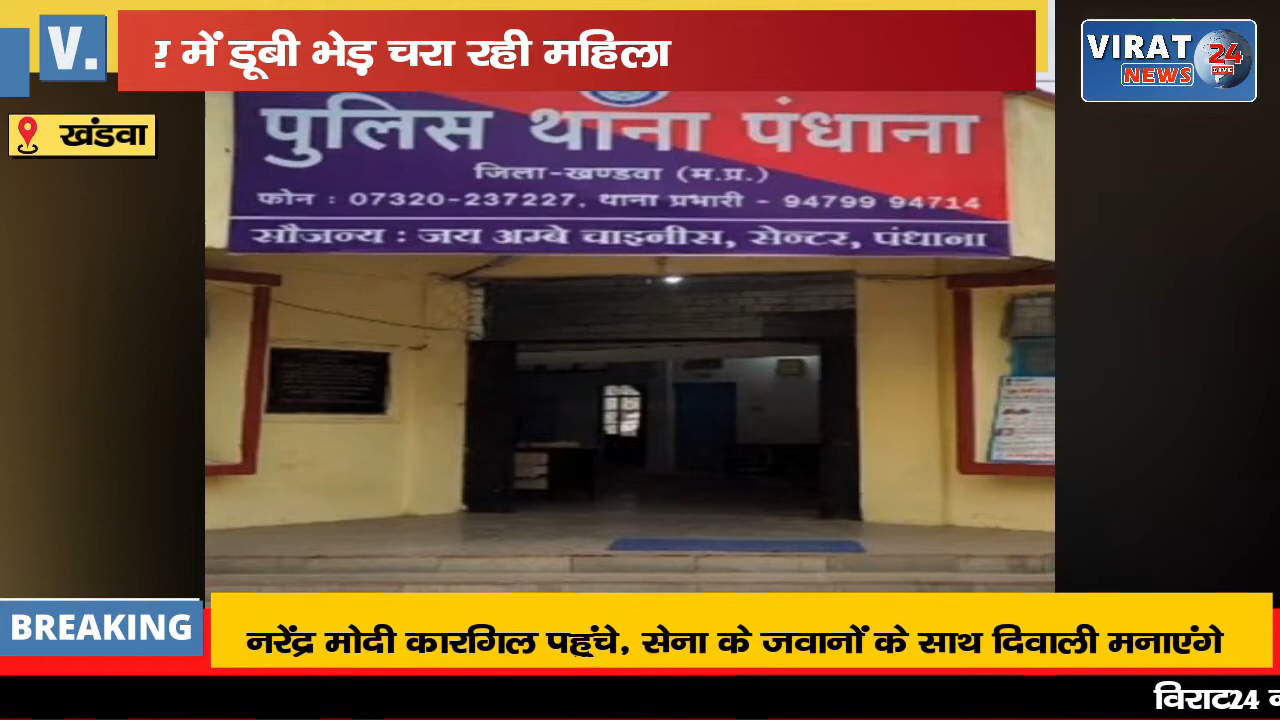 V.
में डूबी भेड़ चरा रही महिला
VIRAT
24
NEWS
LIVE
खंडवा
पुलिस थाना पंधाना
जिला-खण्डवा (म.प्र.)
फोन : 07320-237227, थाना प्रभारी - 94799 94714
सौजन्य : जय अम्बे चाइनीस, सेन्टर, पंधाना
BREAKING
नरेंद्र मोदी कारगिल पहुंचे, सेना के जवानों के साथ दिवाली मनाएंगे
विराट24